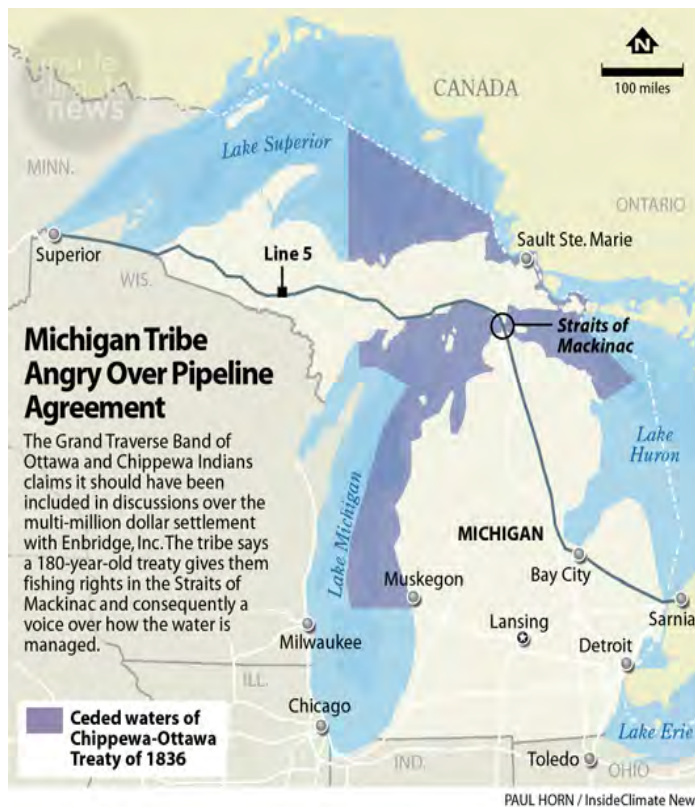 inside
climate
news
N
100 miles
CANADA
Lake Superior
MINN.
ONTARIO
Sault Ste. Marie
Superior
Line 5
WIS.
Straits of
Mackinac
Michigan Tribe
Angry Over Pipeline
Agreement
The Grand Traverse Band of
Ottawa and Chippewa Indians
claims it should have been
included in discussions over the
multi-million dollar settlement
with Enbridge, Inc. The tribe says
a 180-year-old treaty gives them
fishing rights in the Straits of
Mackinac and consequently a
voice over how the water is
managed.
Lake
Huron
Lake Michigan
MICHIGAN
Bay City
Muskegon
Sarnia
Lansing
Milwaukee
Detroit
ILL.
Chicago
Ceded waters of
Chippewa-Ottawa
Treaty of 1836
Lake Erie
IND.
Toledo
OHIO
PAUL HORN / InsideClimate New